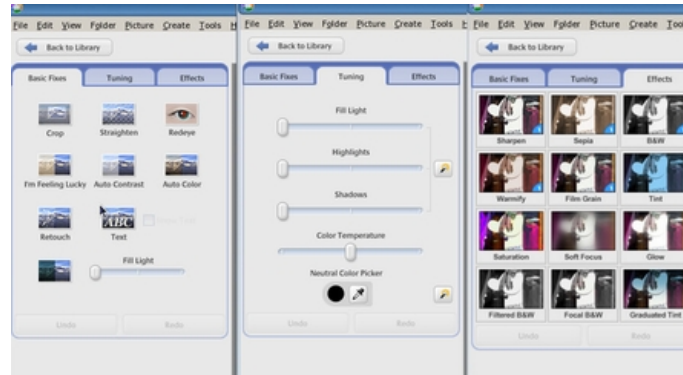 File Edit View Folder Picture Create Tools H
Back to Library
Basic Fixes Tuning Effects
Crop Straighten Redeye
I'm Feeling Lucky Auto Contrast Auto Color
ABC
Retouch Text
Fill Light
Undo Redo
File Edit View Folder Picture Create Tools H
Back to Library
Basic Fixes Tuning Effects
Fill Light
Highlights
Shadows
Color Temperature
Neutral Color Picker
Undo Redo
File Edit View Folder Picture Create Too
Back to Library
Basic Fixes Tuning Effects
Sharpen Sepia B&W
Warmify Film Grain Tint
Saturation Soft Focus Glow
Filtered B&W Focal B&W Graduated Tint
Undo Redo